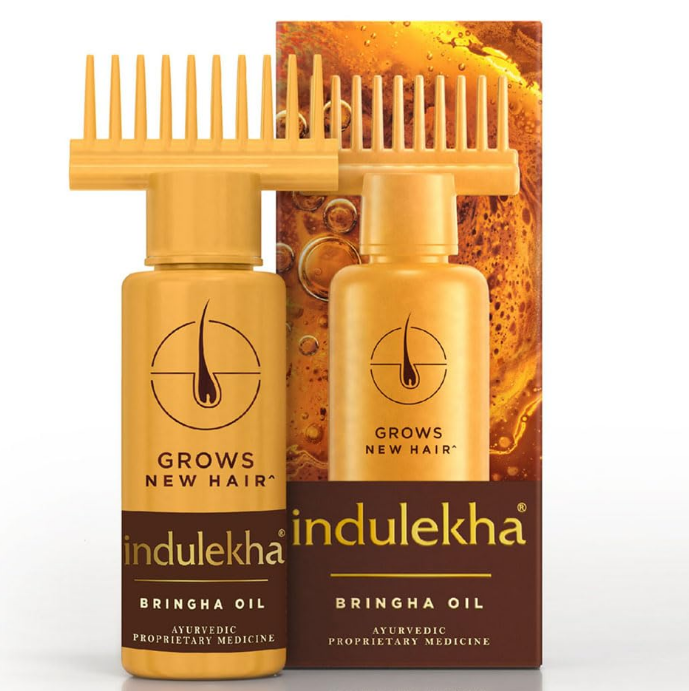 GROWS
NEW HAIR^
indulekha®
BRINGHA OIL
AYURVEDIC
PROPRIETARY MEDICINE
GROWS
NEW HAIR^
indulekha®
BRINGHA OIL
AYURVEDIC
PROPRIETARY MEDICINE